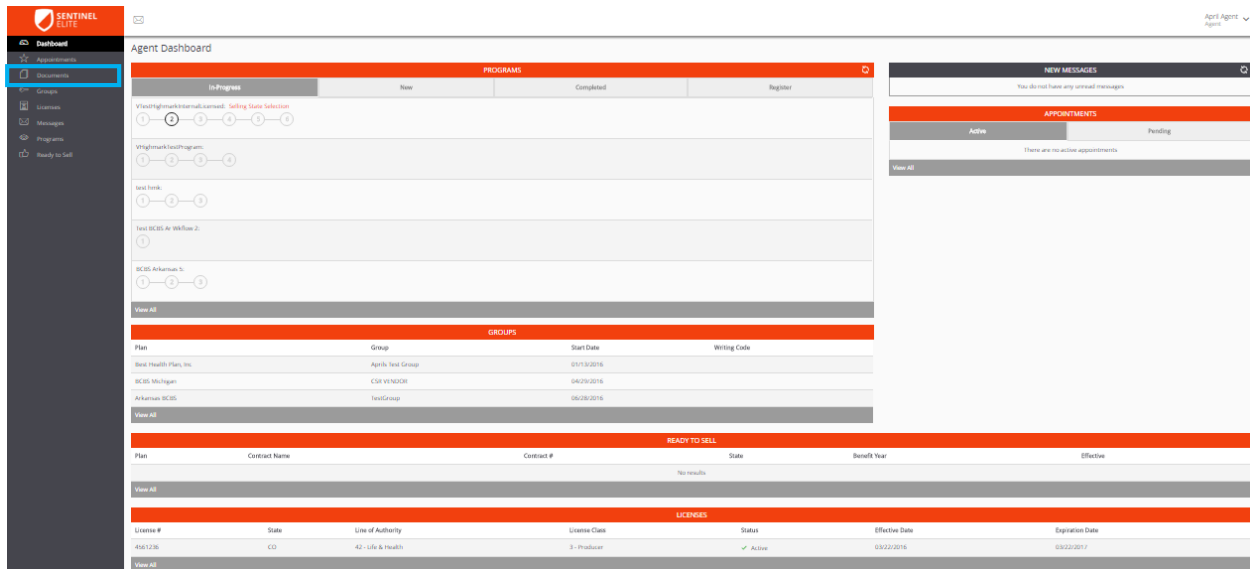 SENTINEL
ELITE
April Agent
Agent
Dashboard
Appointments
Documents
Groups
Licenses
Messages
Programs
Ready to Sell
Agent Dashboard
PROGRAMS
In-Progress New Completed Register
VTestHighmarkInternalLicensed: Selling State Selection
1 2 3 4 5 6
VHighmarkTestProgram:
1 2 3 4
test hmk:
1 2 3
Test BCBS Ar Wkflow 2:
1
BCBS Arkansas 5:
1 2 3
View All
NEW MESSAGES
You do not have any unread messages
APPOINTMENTS
Active Pending
There are no active appointments
View All
GROUPS
Plan Group Start Date Writing Code
Best Health Plan, Inc Aprils Test Group 01/13/2016
BCBS Michigan CSR VENDOR 04/29/2016
Arkansas BCBS TestGroup 06/28/2016
View All
READY TO SELL
Plan Contract Name Contract # State Benefit Year Effective
No results
View All
LICENSES
License # State Line of Authority License Class Status Effective Date Expiration Date
4561236 CO 42 - Life & Health 3 - Producer Active 03/22/2016 03/22/2017
View All